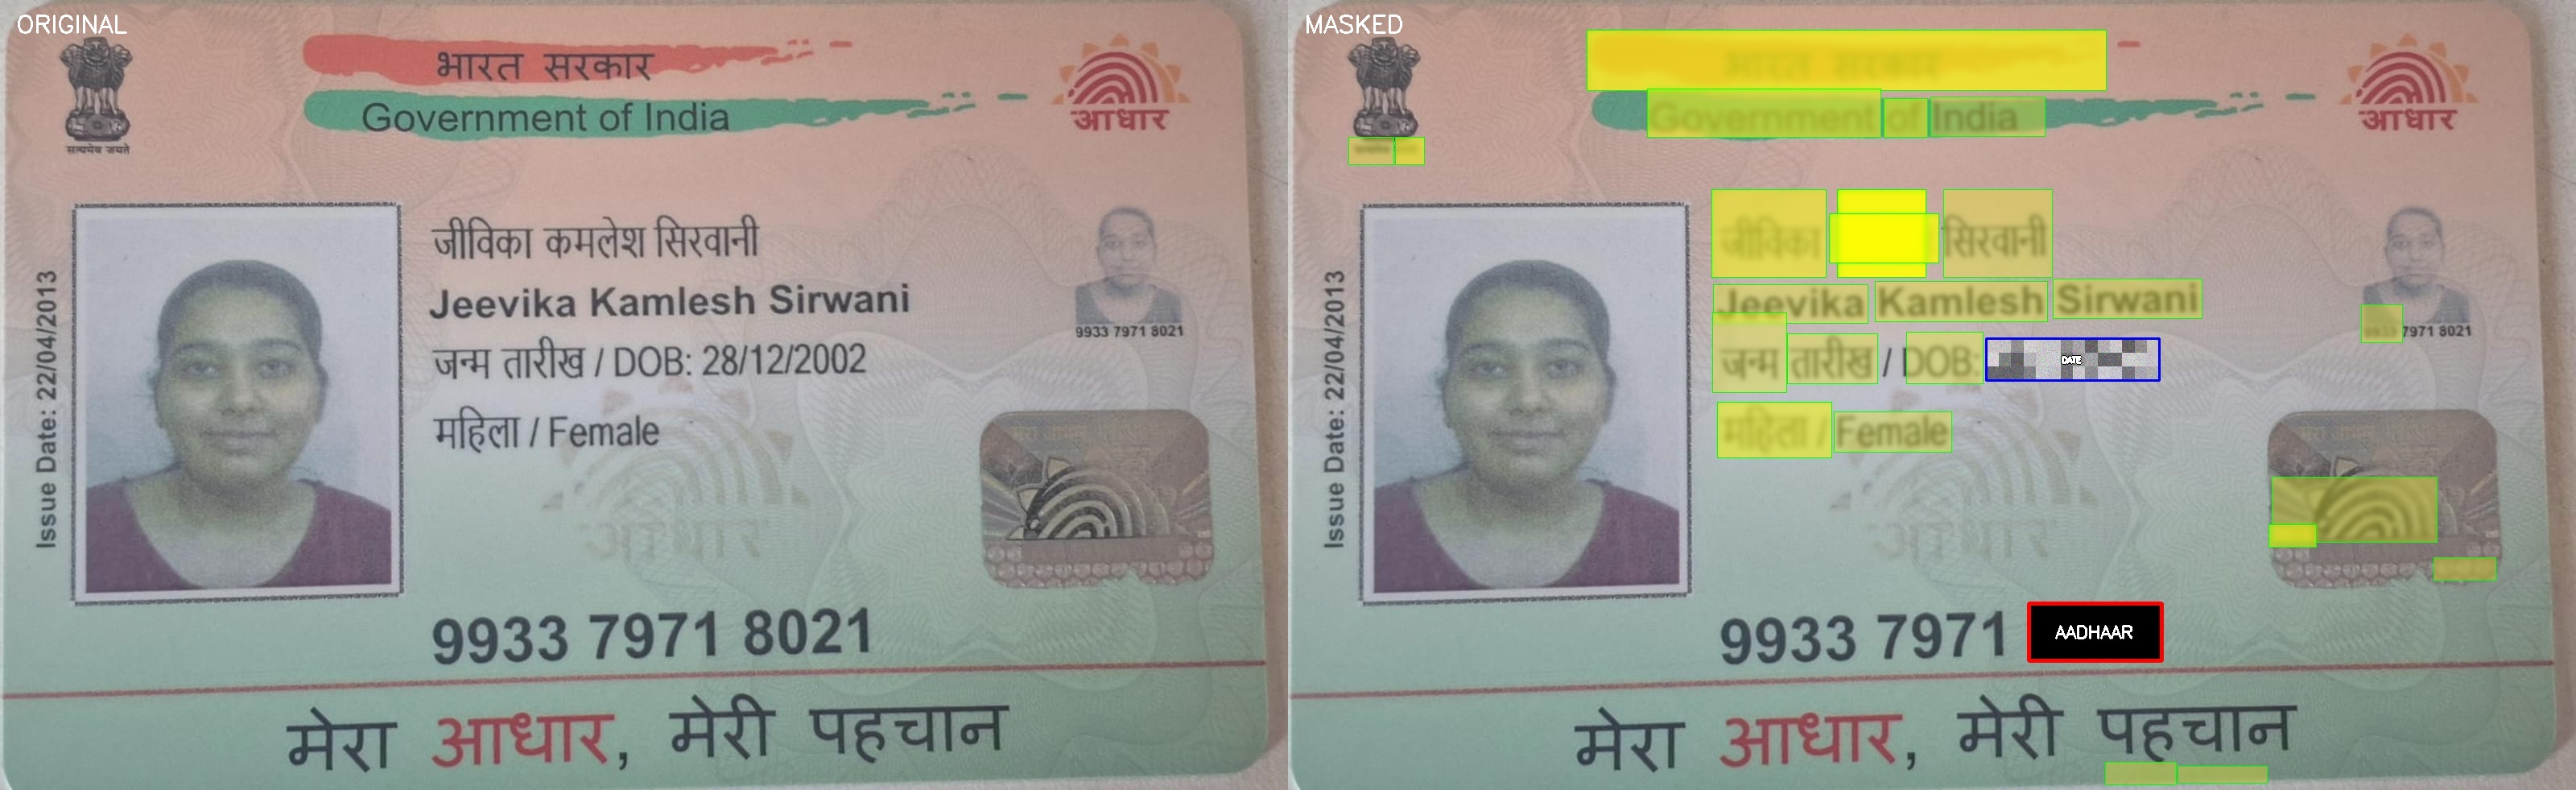 ORIGINAL
भारत सरकार
Government of India
आधार
सत्यमेव जयते
जीविका कमलेश सिरवानी
Jeevika Kamlesh Sirwani
जन्म तारीख / DOB: 28/12/2002
महिला / Female
9933 7971 8021
Issue Date: 22/04/2013
आधार
9933 7971 8021
मेरा आधार, मेरी पहचान
MASKED
भारत सरकार
Government of India
आधार
जीविका सिरवानी
Jeevika Kamlesh Sirwani
जन्म तारीख / DOB: DATE
महिला / Female
9933 7971 8021
Issue Date: 22/04/2013
आधार
9933 7971 AADHAAR
मेरा आधार, मेरी पहचान